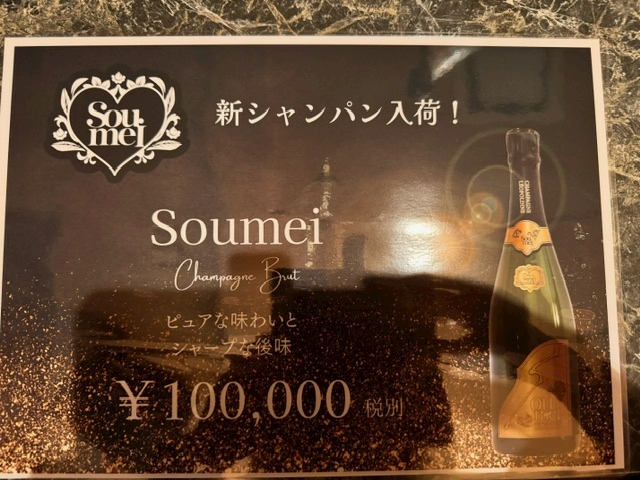 Sou
mei
新シャンパン入荷！
Soumei
Champagne Brut
ピュアな味わいと
シャープな後味
¥100,000 税別